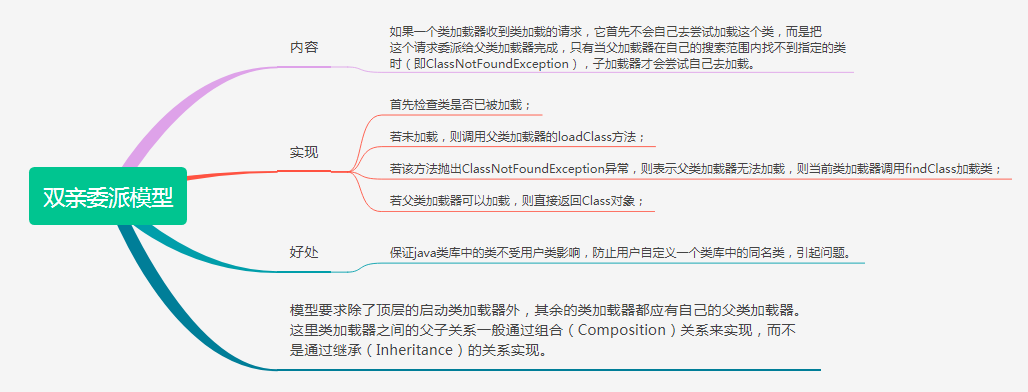 双亲委派模型
内容
如果一个类加载器收到类加载的请求，它首先不会自己去尝试加载这个类，而是把
这个请求委派给父类加载器完成，只有当父加载器在自己的搜索范围内找不到指定的类
时（即ClassNotFoundException），子加载器才会尝试自己去加载。
实现
首先检查类是否已被加载；
若未加载，则调用父类加载器的loadClass方法；
若该方法抛出ClassNotFoundException异常，则表示父类加载器无法加载，则当前类加载器调用findClass加载类；
若父类加载器可以加载，则直接返回Class对象；
好处
保证java类库中的类不受用户类影响，防止用户自定义一个类库中的同名类，引起问题。
模型要求除了顶层的启动类加载器外，其余的类加载器都应有自己的父类加载器。
这里类加载器之间的父子关系一般通过组合（Composition）关系来实现，而不
是通过继承（Inheritance）的关系实现。